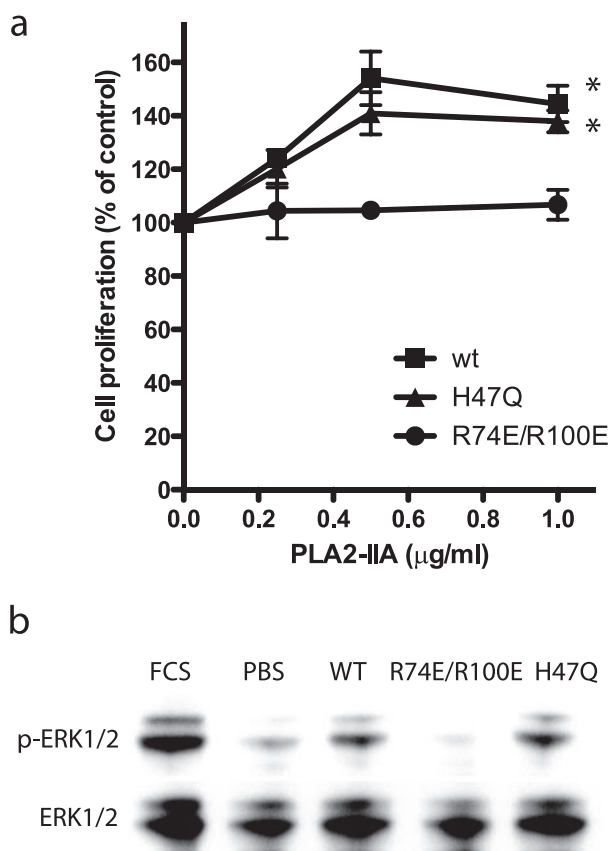 a
Cell proliferation (% of control)
160
140
120
100
80
60
40
20
0
*
*
wt
H47Q
R74E/R100E
0.0 0.2 0.4 0.6 0.8 1.0
PLA2-IIA (μg/ml)
b
FCS PBS WT R74E/R100E H47Q
p-ERK1/2
ERK1/2